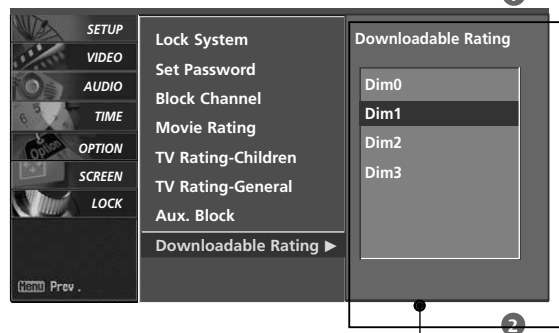 SETUP
VIDEO
AUDIO
TIME
OPTION
SCREEN
LOCK
Menu Prev.
Lock System
Set Password
Block Channel
Movie Rating
TV Rating-Children
TV Rating-General
Aux. Block
Downloadable Rating ▶
Downloadable Rating
Dim0
Dim1
Dim2
Dim3
2